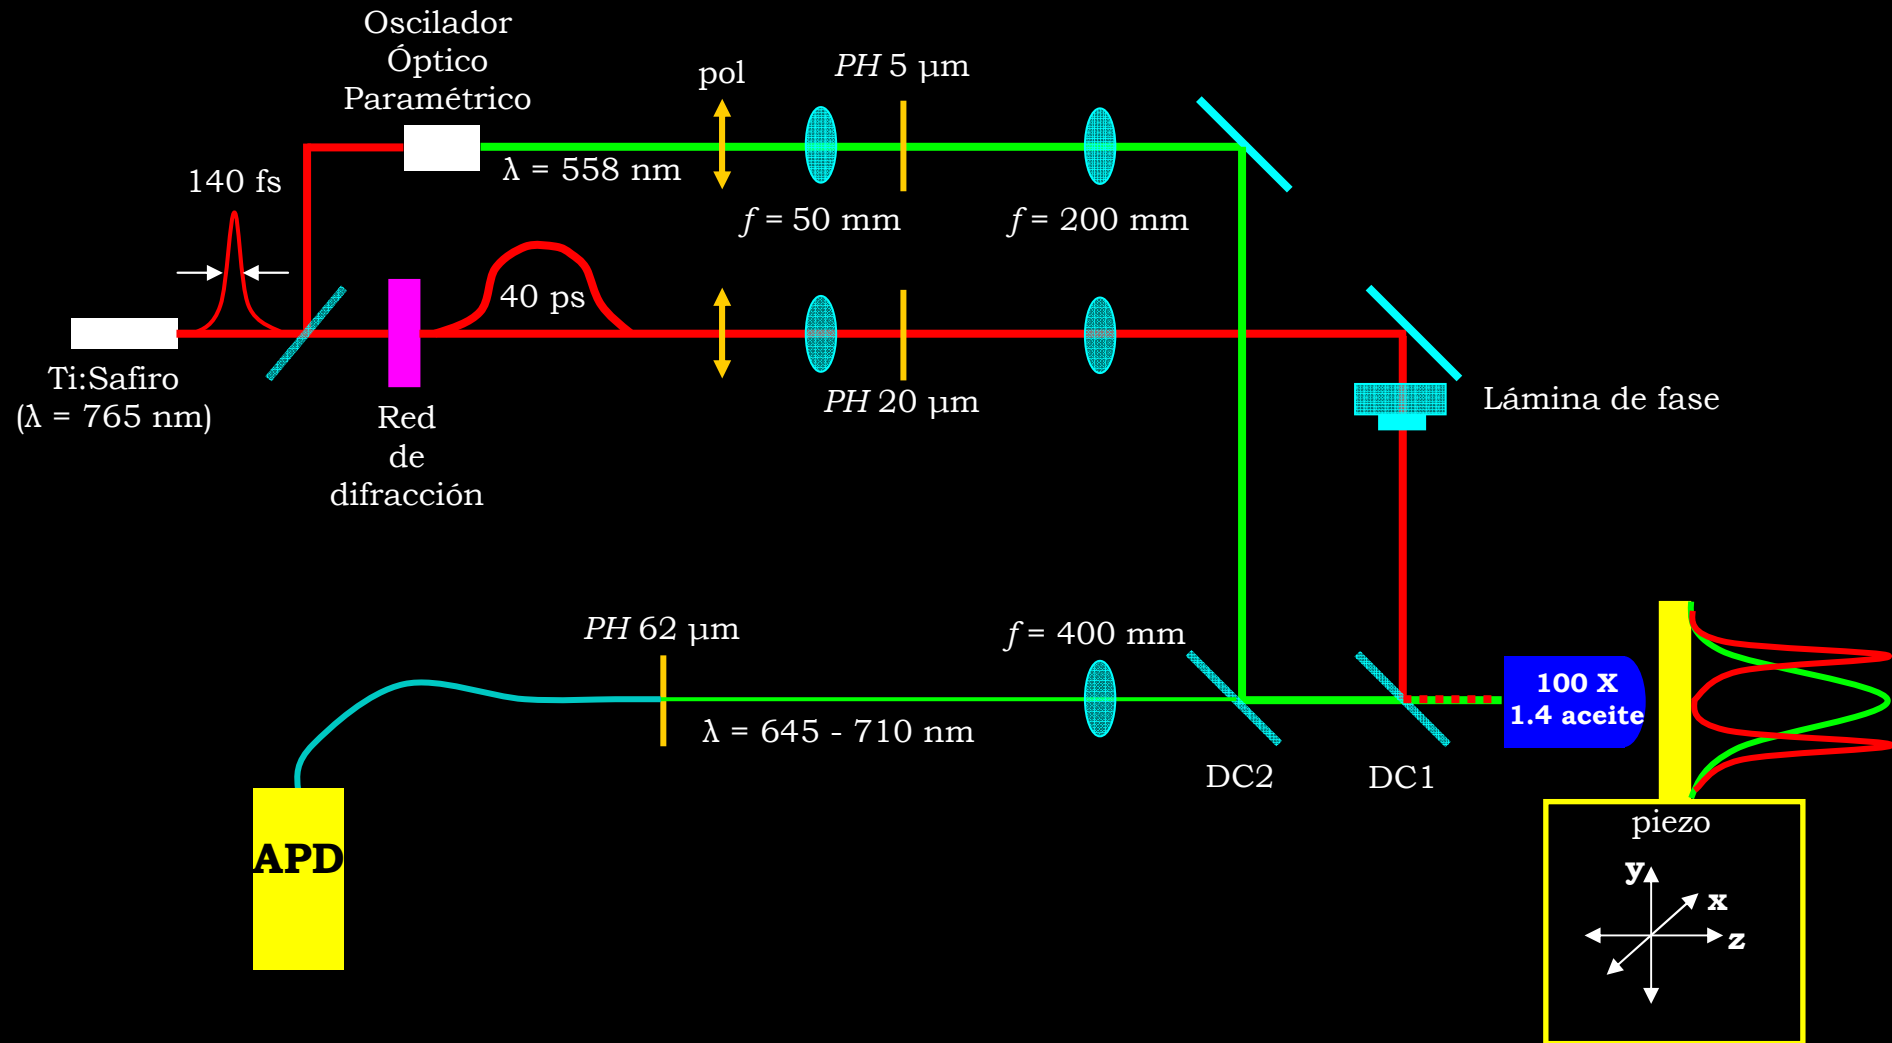 Oscilador
Óptico
Paramétrico
pol
PH 5 µm
λ = 558 nm
140 fs
f = 50 mm
f = 200 mm
40 ps
Ti:Safiro
(λ = 765 nm)
Red
de
difracción
PH 20 µm
Lámina de fase
PH 62 µm
f = 400 mm
λ = 645 - 710 nm
DC2
DC1
100 X
1.4 aceite
APD
piezo
y
x
z